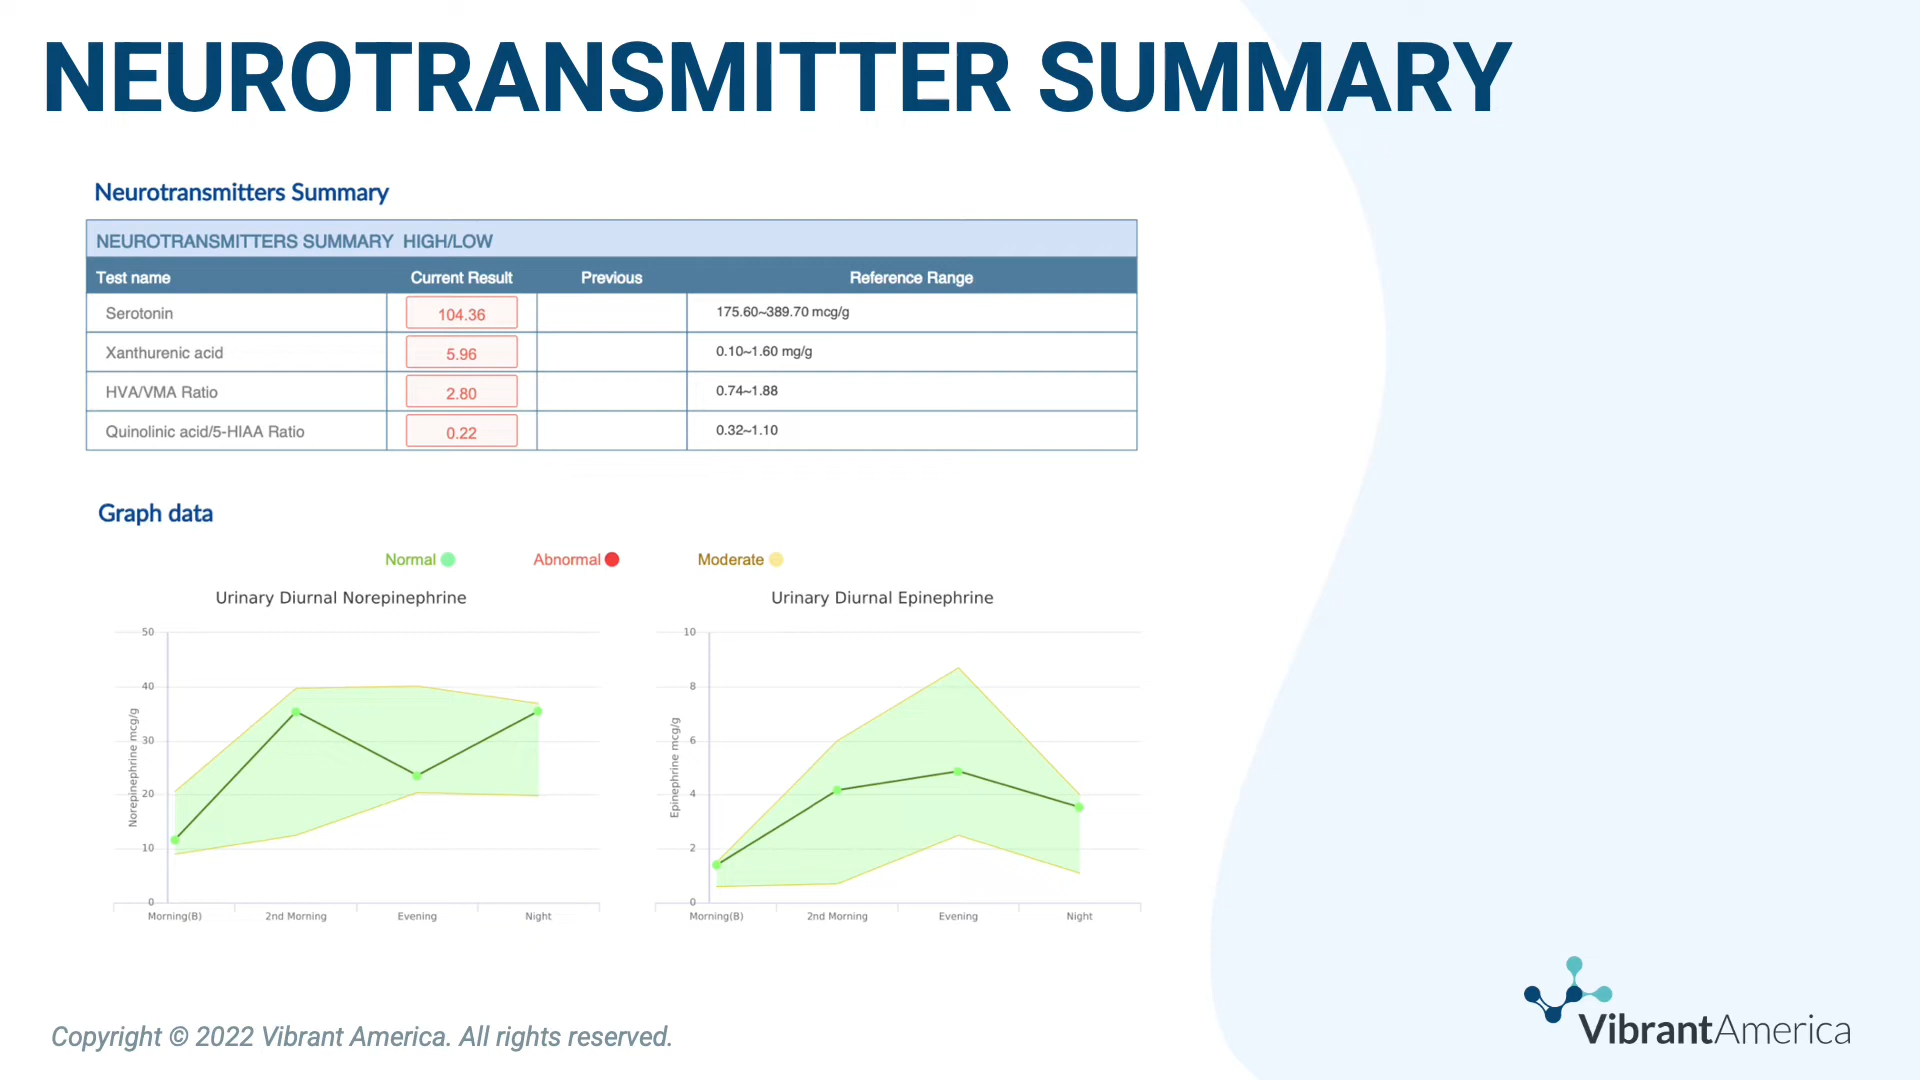 NEUROTRANSMITTER SUMMARY
Neurotransmitters Summary
NEUROTRANSMITTERS SUMMARY HIGH/LOW
Test name Current Result Previous Reference Range
Serotonin 104.36 175.60~389.70 mcg/g
Xanthurenic acid 5.96 0.10~1.60 mg/g
HVA/VMA Ratio 2.80 0.74~1.88
Quinolinic acid/5-HIAA Ratio 0.22 0.32~1.10
Graph data
Normal Abnormal Moderate
Urinary Diurnal Norepinephrine
50
40
30
20
10
0
Norepinephrine mcg/g
Morning(B) 2nd Morning Evening Night
Urinary Diurnal Epinephrine
10
8
6
4
2
0
Epinephrine mcg/g
Morning(B) 2nd Morning Evening Night
Copyright © 2022 Vibrant America. All rights reserved.
VibrantAmerica